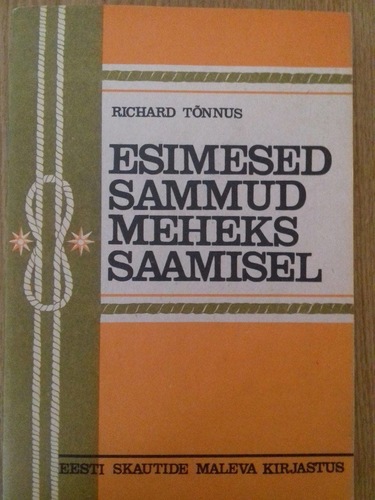 RICHARD TÕNNUS
ESIMESED
SAMMUD
MEHEKS
SAAMISEL
EESTI SKAUTIDE MALEVA KIRJASTUS